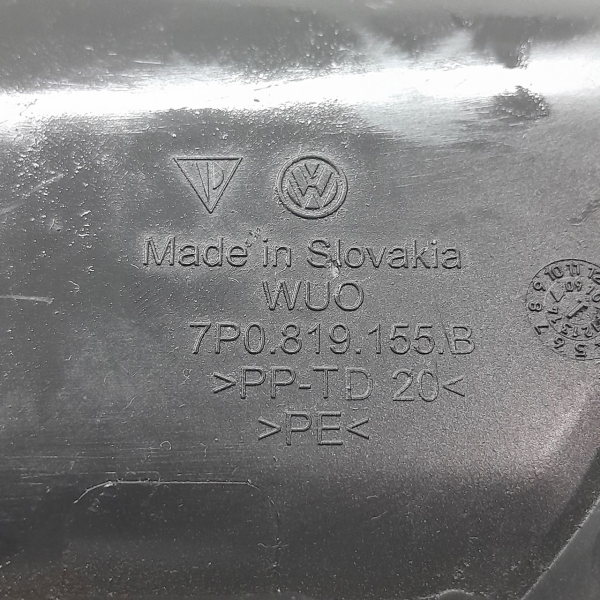 Made in Slovakia
WUO
7P0.819.155.B
>PP-TD 20<
>PE<